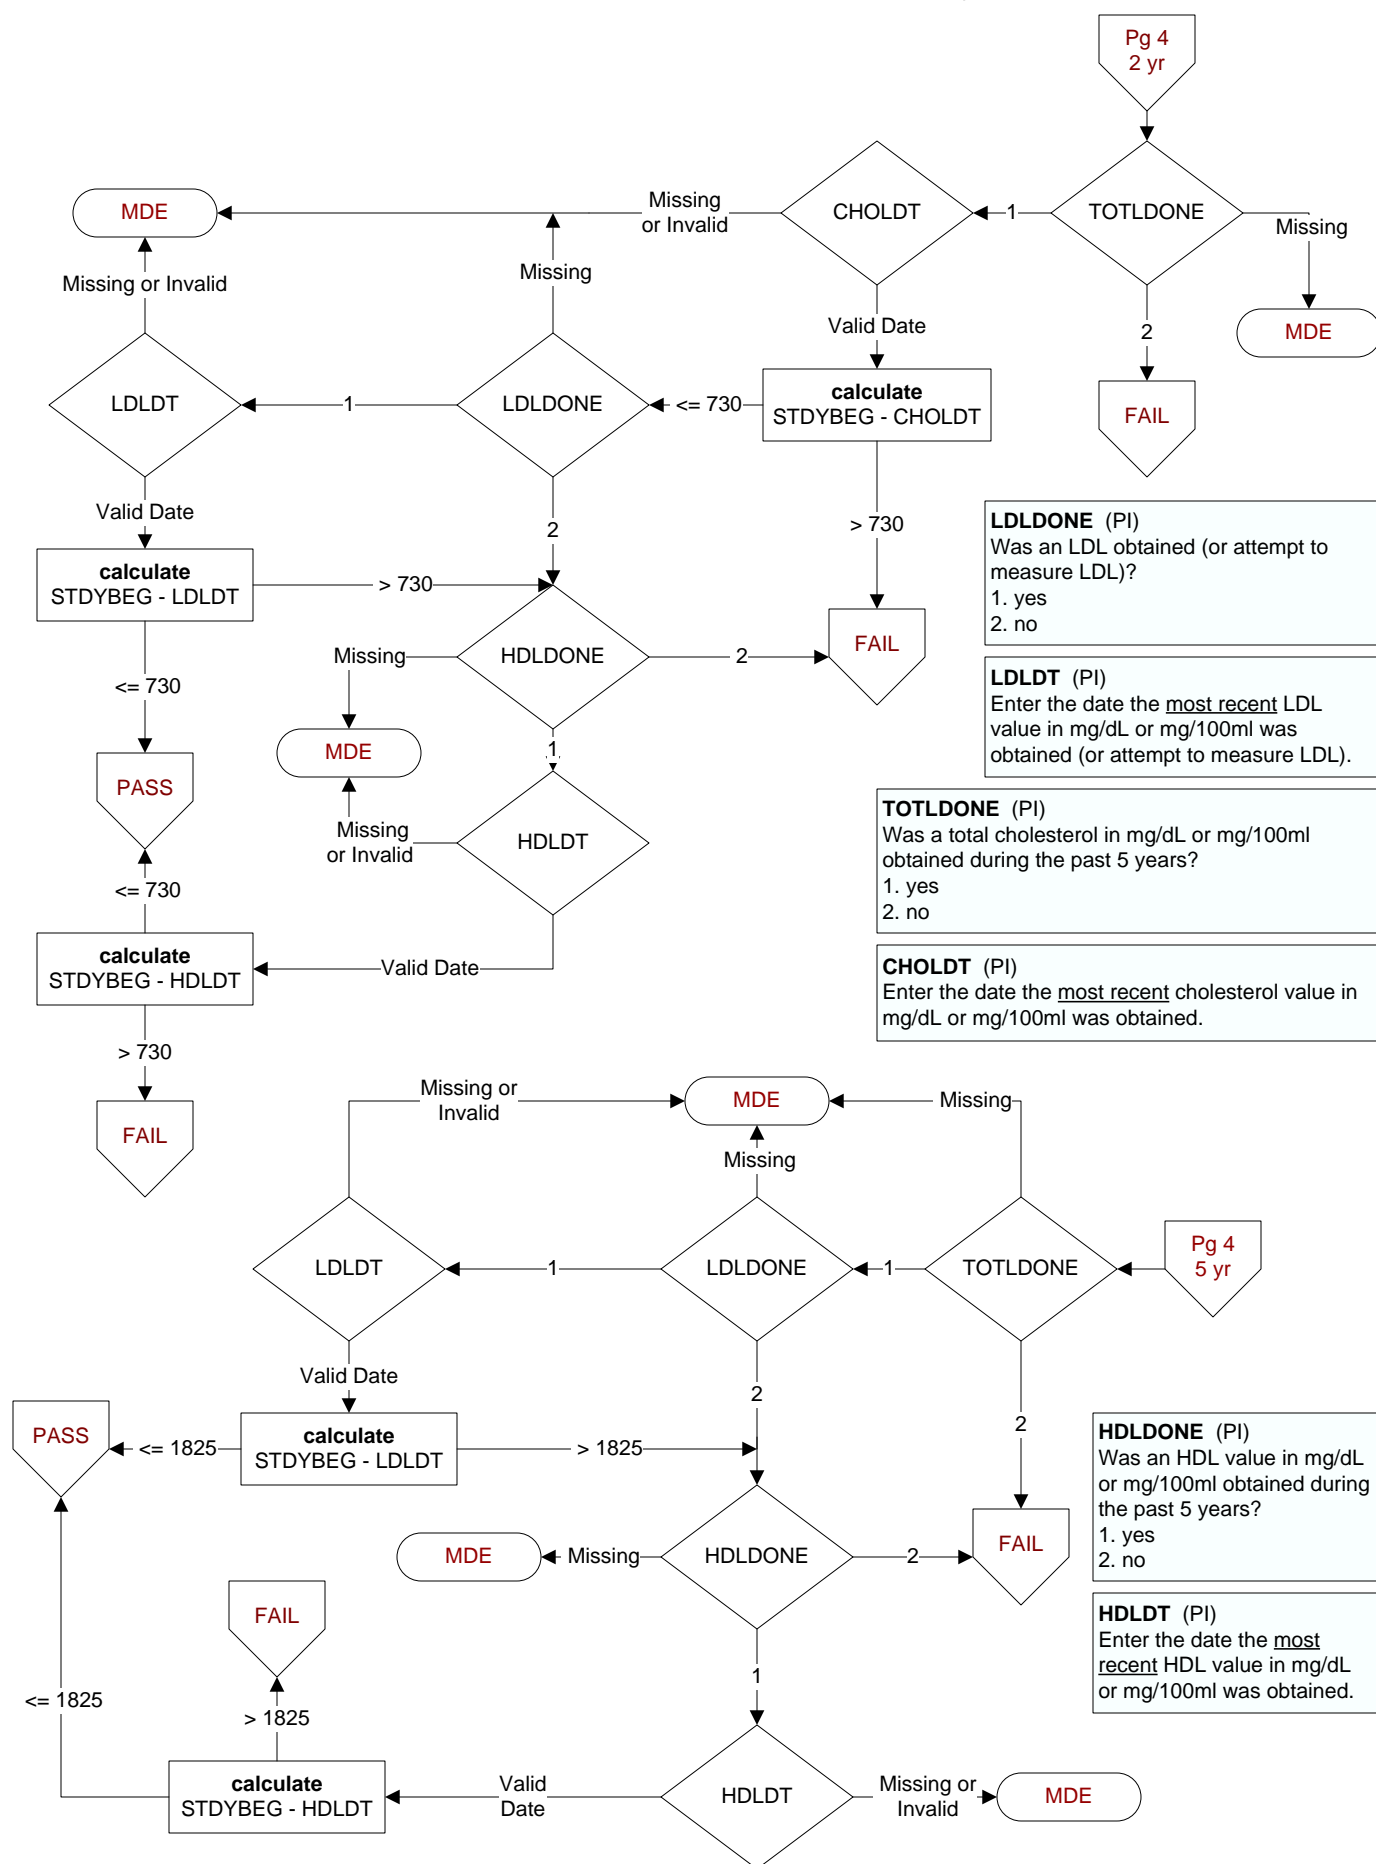 Pg 4
2 yr
MDE
Missing
or Invalid
CHOLDT
1
TOTLDONE
Missing
Missing or Invalid
Missing
Valid Date
2
MDE
LDLDT
1
LDLDONE
<= 730
calculate
STDYBEG - CHOLDT
FAIL
Valid Date
2
> 730
calculate
STDYBEG - LDLDT
> 730
<= 730
Missing
HDLDONE
2
FAIL
MDE
1
PASS
Missing
or Invalid
HDLDT
<= 730
calculate
STDYBEG - HDLDT
Valid Date
> 730
FAIL
LDLDONE (PI)
Was an LDL obtained (or attempt to
measure LDL)?
1. yes
2. no
LDLDT (PI)
Enter the date the most recent LDL
value in mg/dL or mg/100ml was
obtained (or attempt to measure LDL).
TOTLDONE (PI)
Was a total cholesterol in mg/dL or mg/100ml
obtained during the past 5 years?
1. yes
2. no
CHOLDT (PI)
Enter the date the most recent cholesterol value in
mg/dL or mg/100ml was obtained.
Missing or
Invalid
MDE
Missing
Missing
LDLDT
1
LDLDONE
1
TOTLDONE
Pg 4
5 yr
Valid Date
2
2
PASS
<= 1825
calculate
STDYBEG - LDLDT
> 1825
MDE
Missing
HDLDONE
2
FAIL
FAIL
1
<= 1825
> 1825
calculate
STDYBEG - HDLDT
Valid
Date
HDLDT
Missing or
Invalid
MDE
HDLDONE (PI)
Was an HDL value in mg/dL
or mg/100ml obtained during
the past 5 years?
1. yes
2. no
HDLDT (PI)
Enter the date the most
recent HDL value in mg/dL
or mg/100ml was obtained.